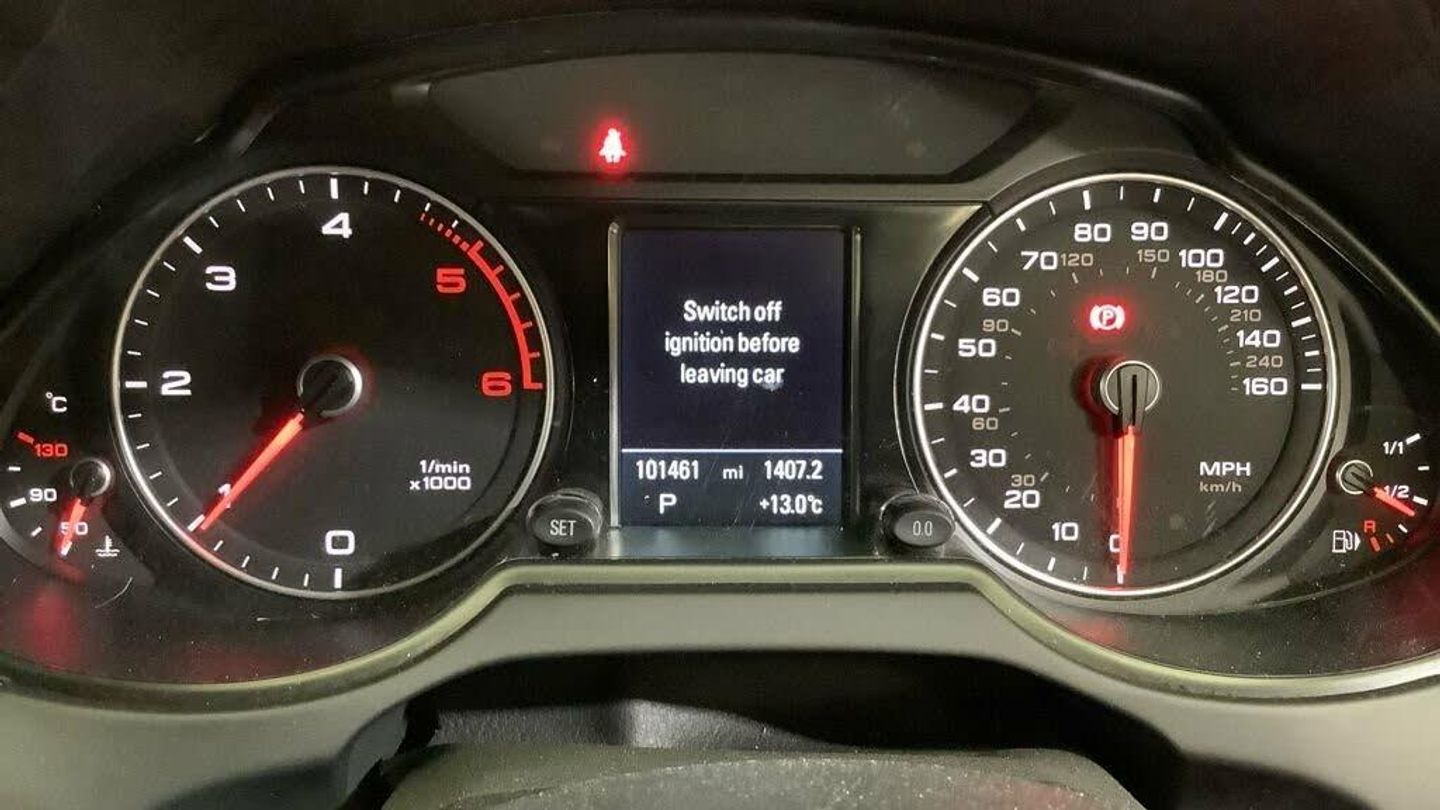 4
3
5
2
6
1
0
1/min
x1000
°C
130
90
50
Switch off
ignition before
leaving car
101461 mi 1407.2
P +13.0°C
SET
0.0
80 90
70 120 150 100
180
60 120
90 210
50 140
240
40 160
60
30 MPH
30 km/h
20
10
0
(P)
1/1
1/2
R